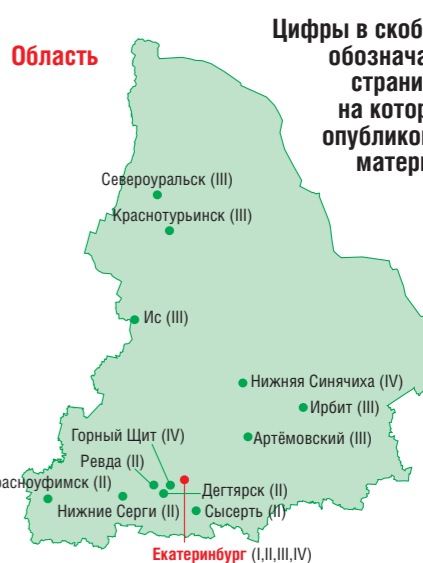 Область
Цифры в скоб
обознача
страни
на котор
опубликов
матери
Североуральск (III)
Краснотурьинск (III)
Ис (III)
Нижняя Синячиха (IV)
Ирбит (III)
Артёмовский (III)
Горный Щит (IV)
Ревда (II)
расноуфимск (II)
Дегтярск (II)
Нижние Серги (II)
Сысерть (II)
Екатеринбург (I,II,III,IV)